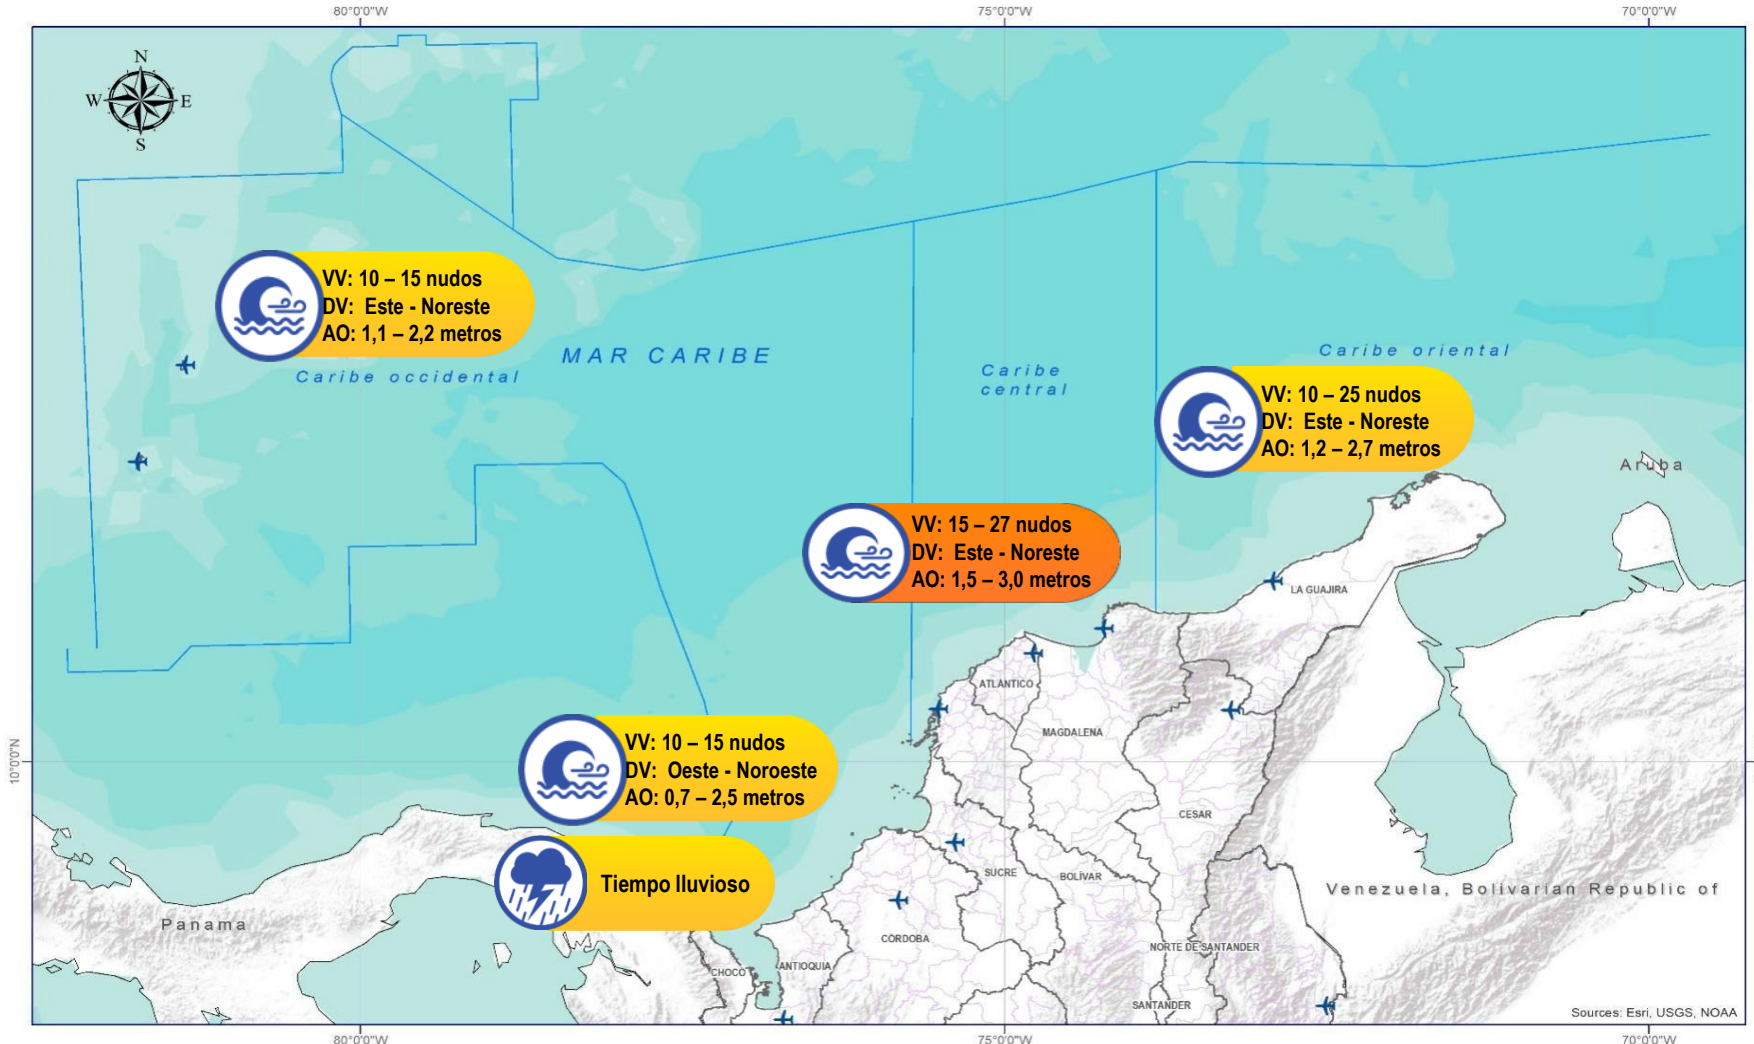 80°0'0"W
75°0'0"W
70°0'0"W
N
W
E
S
VV: 10 – 15 nudos
DV: Este - Noreste
AO: 1,1 – 2,2 metros
MAR CARIBE
Caribe occidental
Caribe
central
Caribe oriental
VV: 10 – 25 nudos
DV: Este - Noreste
AO: 1,2 – 2,7 metros
Aruba
VV: 15 – 27 nudos
DV: Este - Noreste
AO: 1,5 – 3,0 metros
LA GUAJIRA
ATLÁNTICO
MAGDALENA
10°0'0"N
VV: 10 – 15 nudos
DV: Oeste - Noroeste
AO: 0,7 – 2,5 metros
CESAR
Tiempo lluvioso
SUCRE
BOLÍVAR
Venezuela, Bolivarian Republic of
Panama
CÓRDOBA
NORTE DE SANTANDER
CHOCÓ
ANTIOQUIA
SANTANDER
Sources: Esri, USGS, NOAA
80°0'0"W
75°0'0"W
70°0'0"W